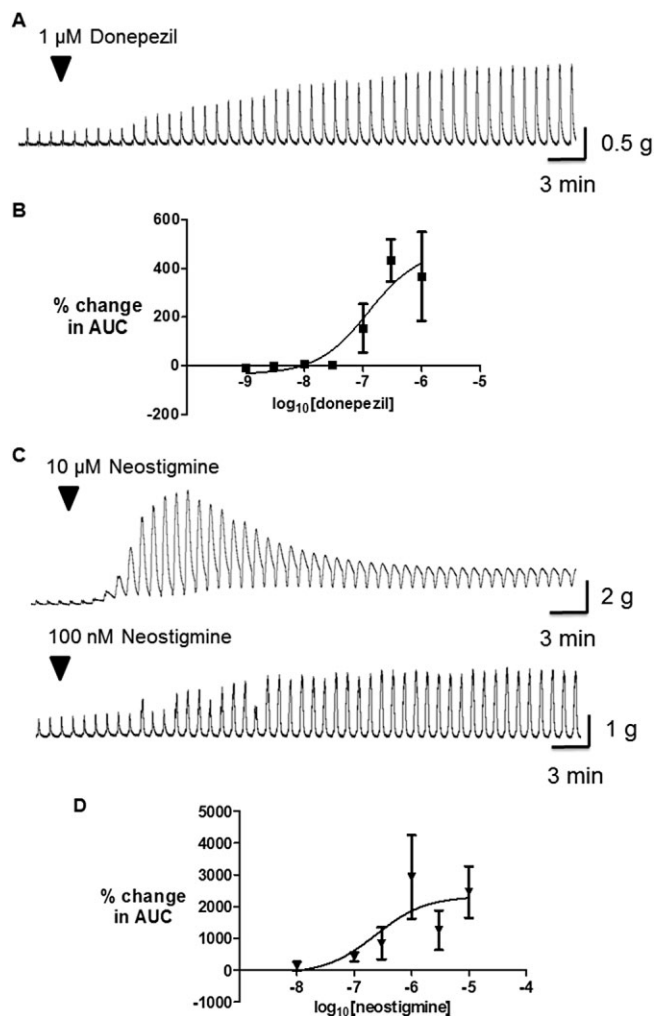 A
1 µM Donepezil
0.5 g
3 min
B
600
400
200
0
-200
% change
in AUC
-9 -8 -7 -6 -5
log10[donepezil]
C
10 µM Neostigmine
2 g
3 min
100 nM Neostigmine
1 g
3 min
D
5000
4000
3000
2000
1000
0
-1000
% change
in AUC
-8 -7 -6 -5 -4
log10[neostigmine]